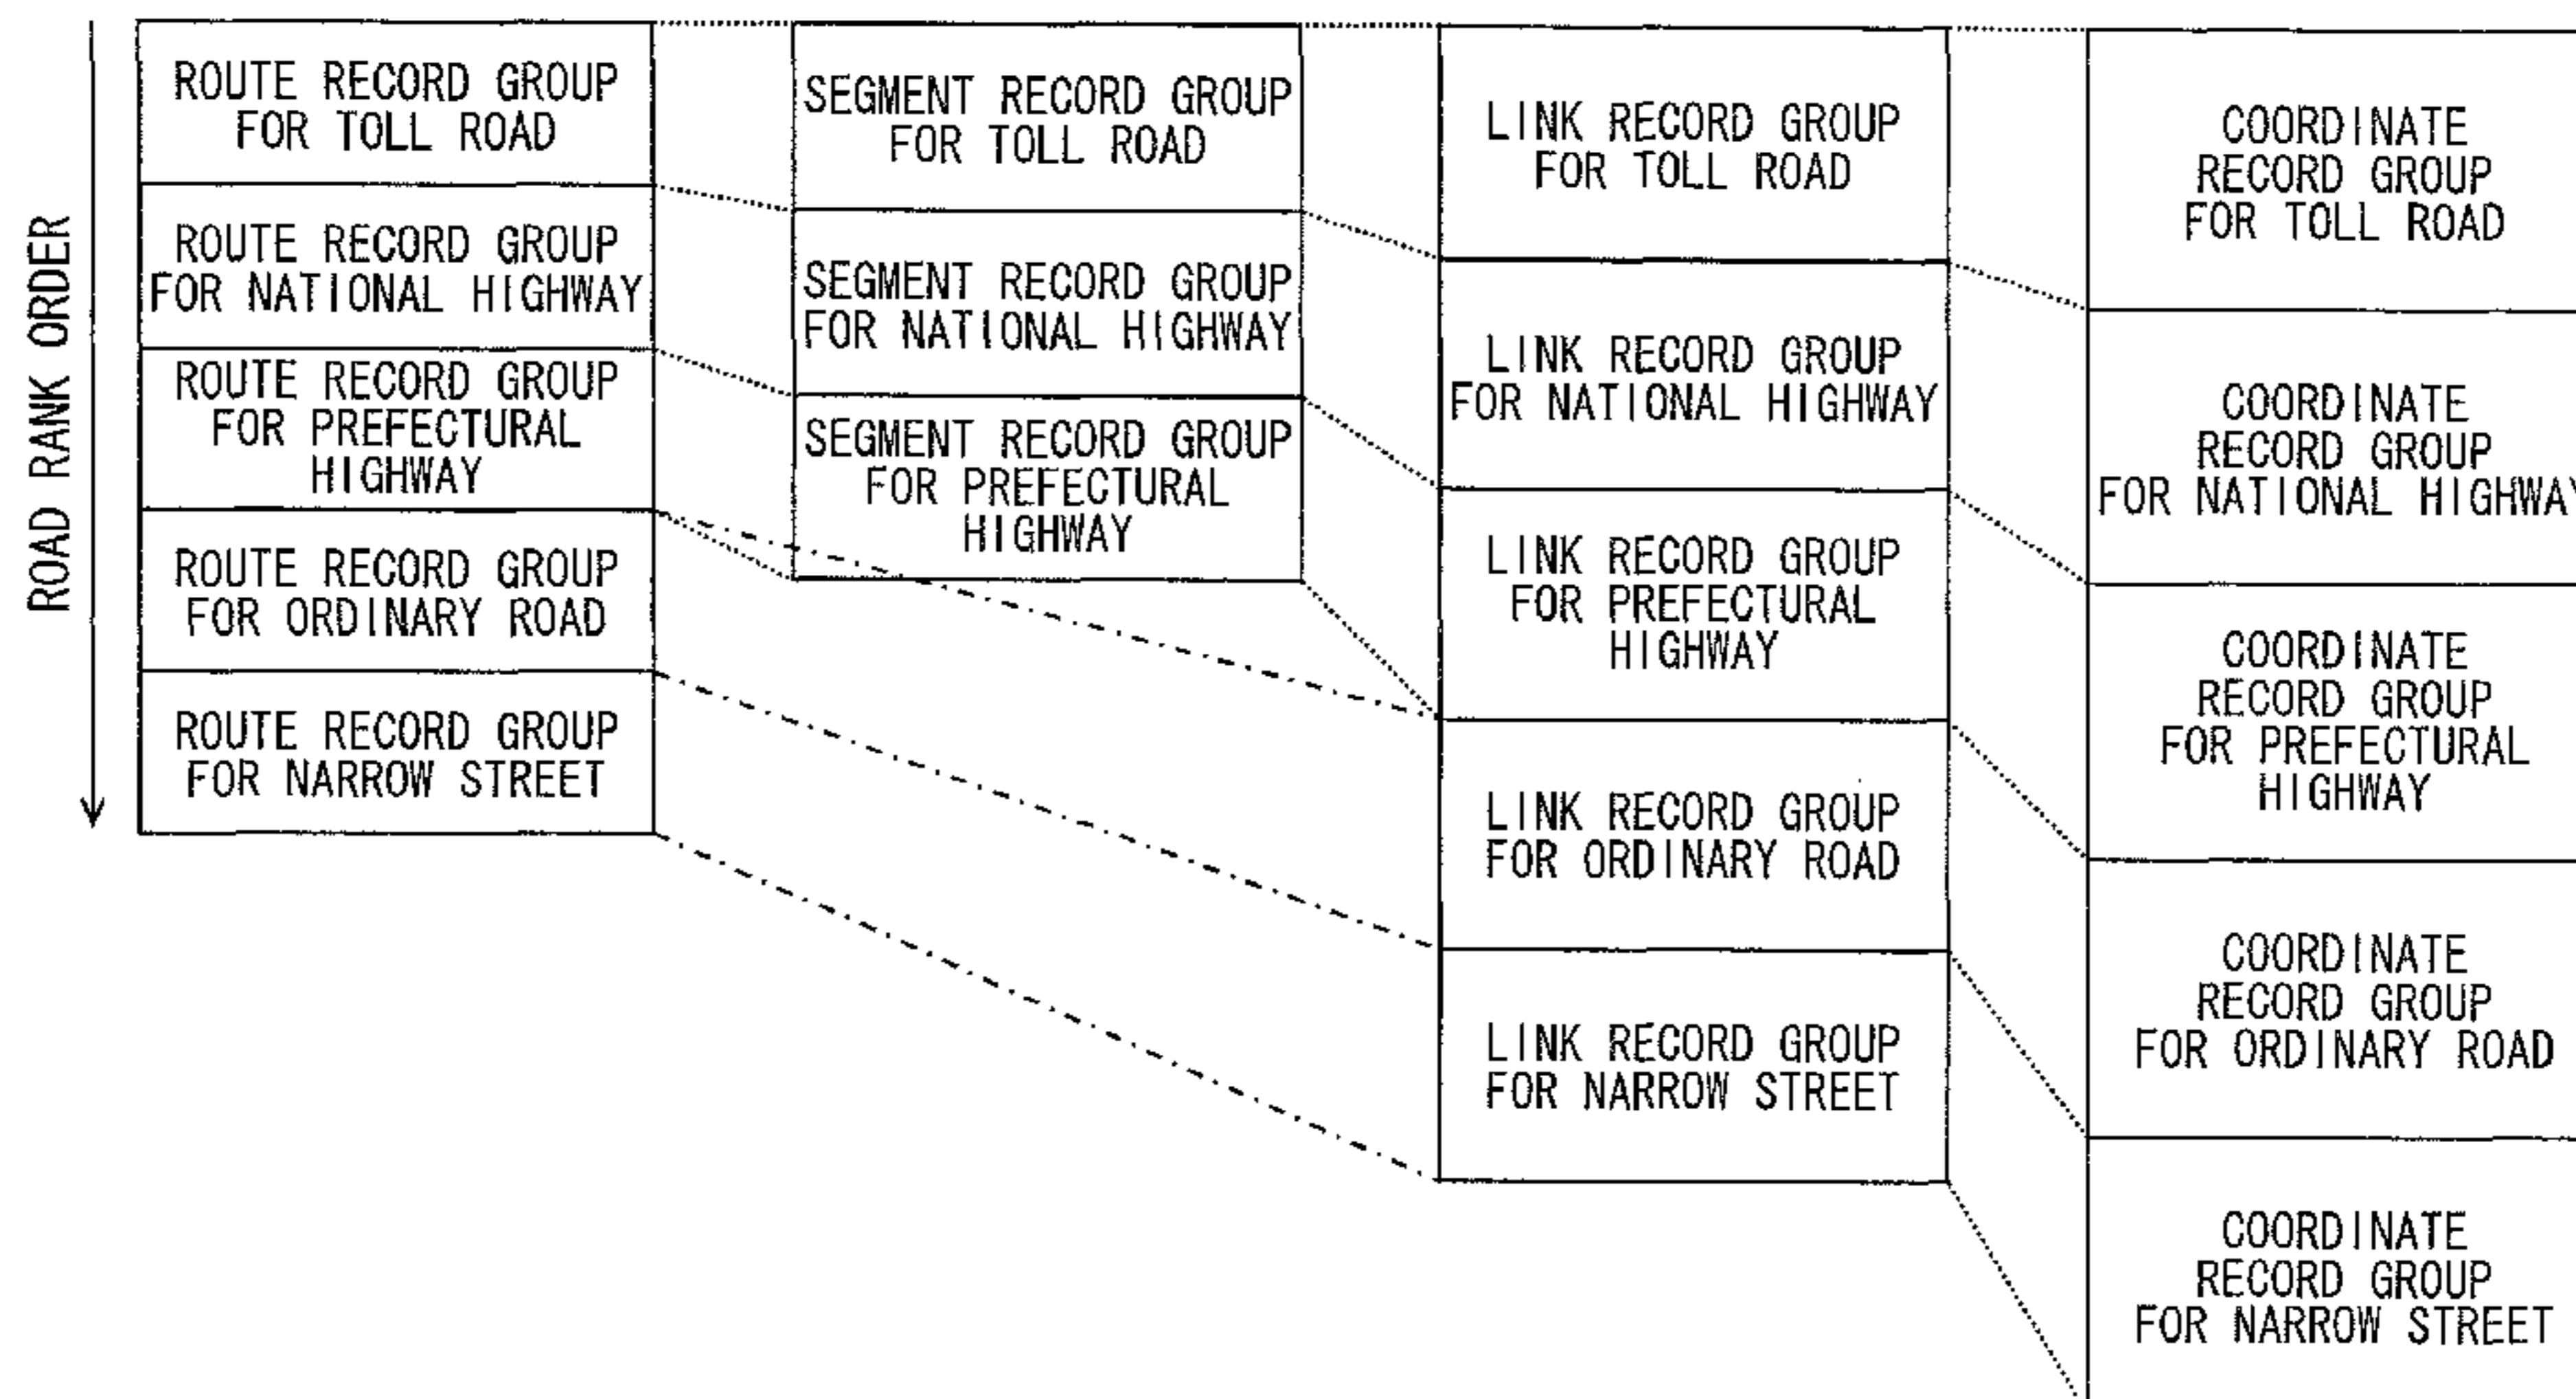 ROAD RANK ORDER
ROUTE RECORD GROUP
FOR TOLL ROAD
ROUTE RECORD GROUP
FOR NATIONAL HIGHWAY
ROUTE RECORD GROUP
FOR PREFECTURAL
HIGHWAY
ROUTE RECORD GROUP
FOR ORDINARY ROAD
ROUTE RECORD GROUP
FOR NARROW STREET
SEGMENT RECORD GROUP
FOR TOLL ROAD
SEGMENT RECORD GROUP
FOR NATIONAL HIGHWAY
SEGMENT RECORD GROUP
FOR PREFECTURAL
HIGHWAY
LINK RECORD GROUP
FOR TOLL ROAD
LINK RECORD GROUP
FOR NATIONAL HIGHWAY
LINK RECORD GROUP
FOR PREFECTURAL
HIGHWAY
LINK RECORD GROUP
FOR ORDINARY ROAD
LINK RECORD GROUP
FOR NARROW STREET
COORDINATE
RECORD GROUP
FOR TOLL ROAD
COORDINATE
RECORD GROUP
FOR NATIONAL HIGHWAY
COORDINATE
RECORD GROUP
FOR PREFECTURAL
HIGHWAY
COORDINATE
RECORD GROUP
FOR ORDINARY ROAD
COORDINATE
RECORD GROUP
FOR NARROW STREET